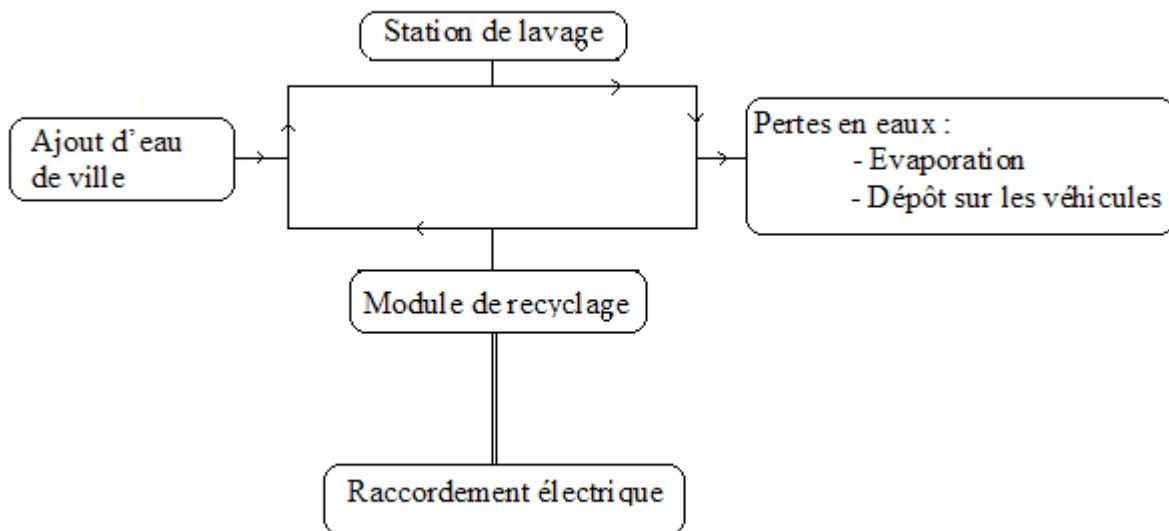 Station de lavage
Ajout d'eau
de ville
Pertes en eaux :
- Evaporation
- Dépôt sur les véhicules
Module de recyclage
Raccordement électrique